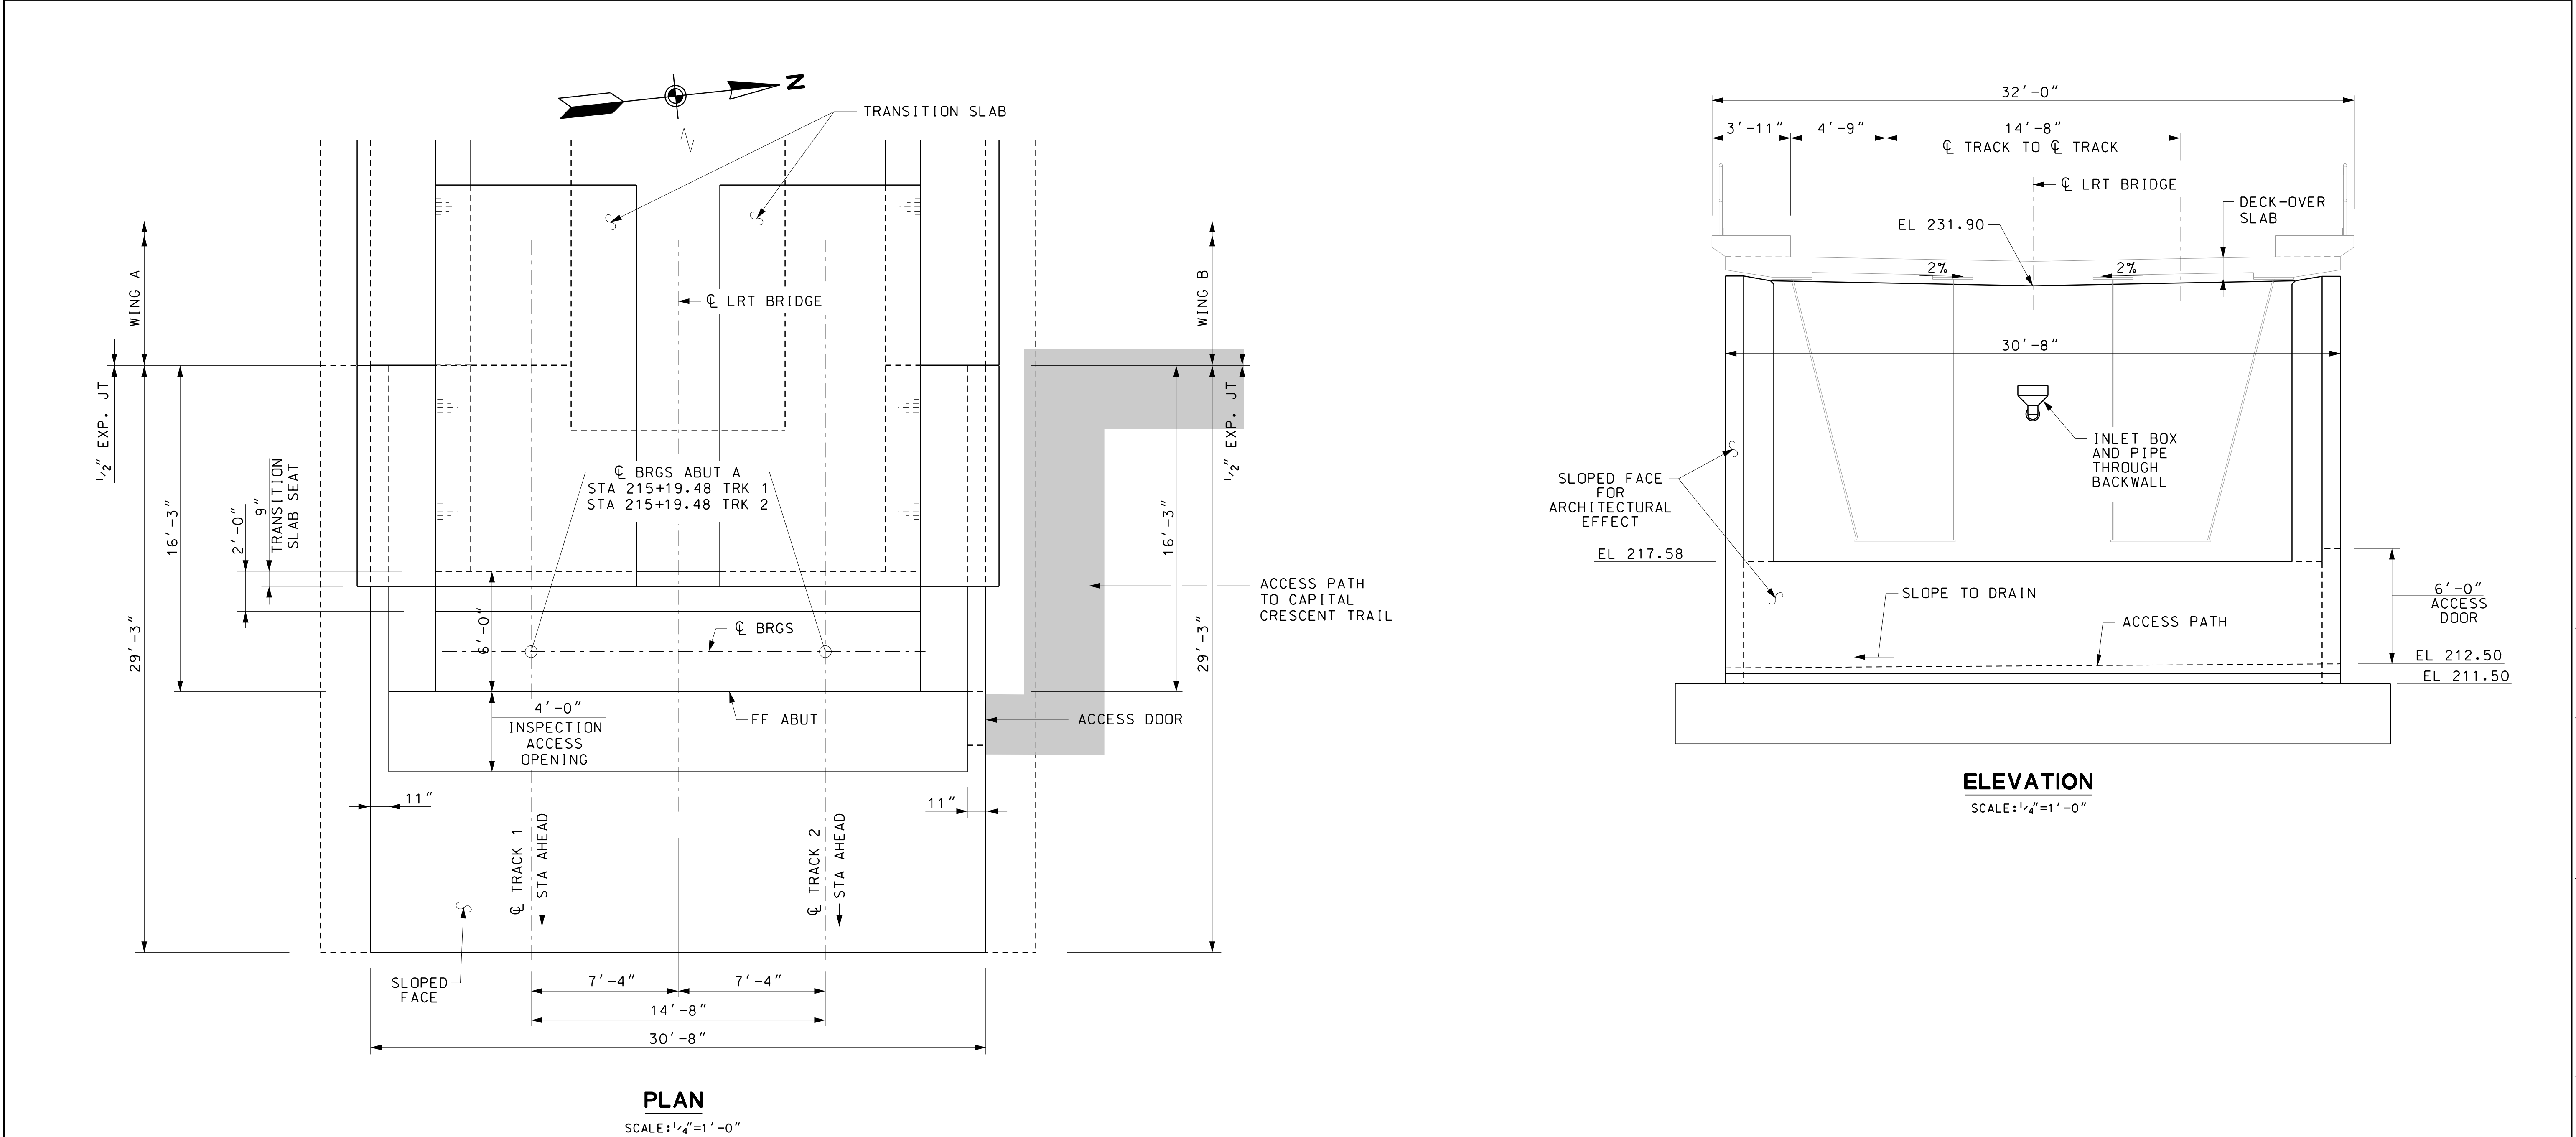 N
TRANSITION SLAB
WING A
℄ LRT BRIDGE
WING B
1/2" EXP. JT
1/2" EXP. JT
℄ BRGS ABUT A
STA 215+19.48 TRK 1
STA 215+19.48 TRK 2
16'-3"
2'-0"
9"
TRANSITION
SLAB SEAT
16'-3"
ACCESS PATH
TO CAPITAL
CRESCENT TRAIL
29'-3"
6'-0"
℄ BRGS
29'-3"
4'-0"
INSPECTION
ACCESS
OPENING
FF ABUT
ACCESS DOOR
11"
11"
℄ TRACK 1
STA AHEAD
℄ TRACK 2
STA AHEAD
SLOPED
FACE
7'-4"
7'-4"
14'-8"
30'-8"
PLAN
SCALE:1/4"=1'-0"
32'-0"
3'-11"
4'-9"
14'-8"
℄ TRACK TO ℄ TRACK
℄ LRT BRIDGE
DECK-OVER
SLAB
EL 231.90
2%
2%
30'-8"
INLET BOX
AND PIPE
THROUGH
BACKWALL
SLOPED FACE
FOR
ARCHITECTURAL
EFFECT
EL 217.58
SLOPE TO DRAIN
ACCESS PATH
6'-0"
ACCESS
DOOR
EL 212.50
EL 211.50
ELEVATION
SCALE:1/4"=1'-0"